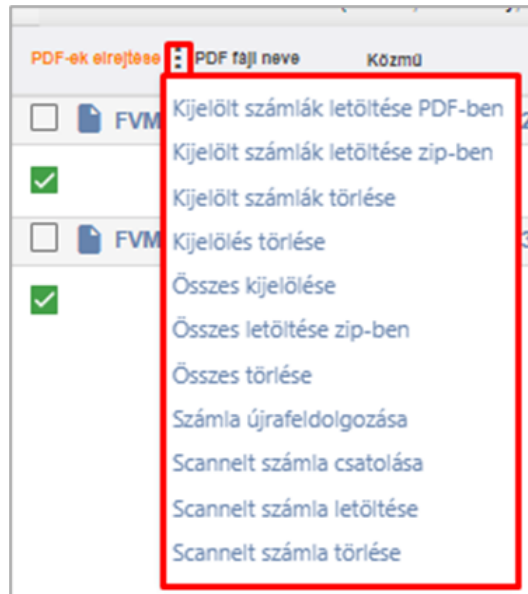 PDF-ek elrejtése PDF fájl neve Közmű
FVM
FVM
Kijelölt számlák letöltése PDF-ben
Kijelölt számlák letöltése zip-ben
Kijelölt számlák törlése
Kijelölés törlése
Összes kijelölése
Összes letöltése zip-ben
Összes törlése
Számla újrafeldolgozása
Scannelt számla csatolása
Scannelt számla letöltése
Scannelt számla törlése